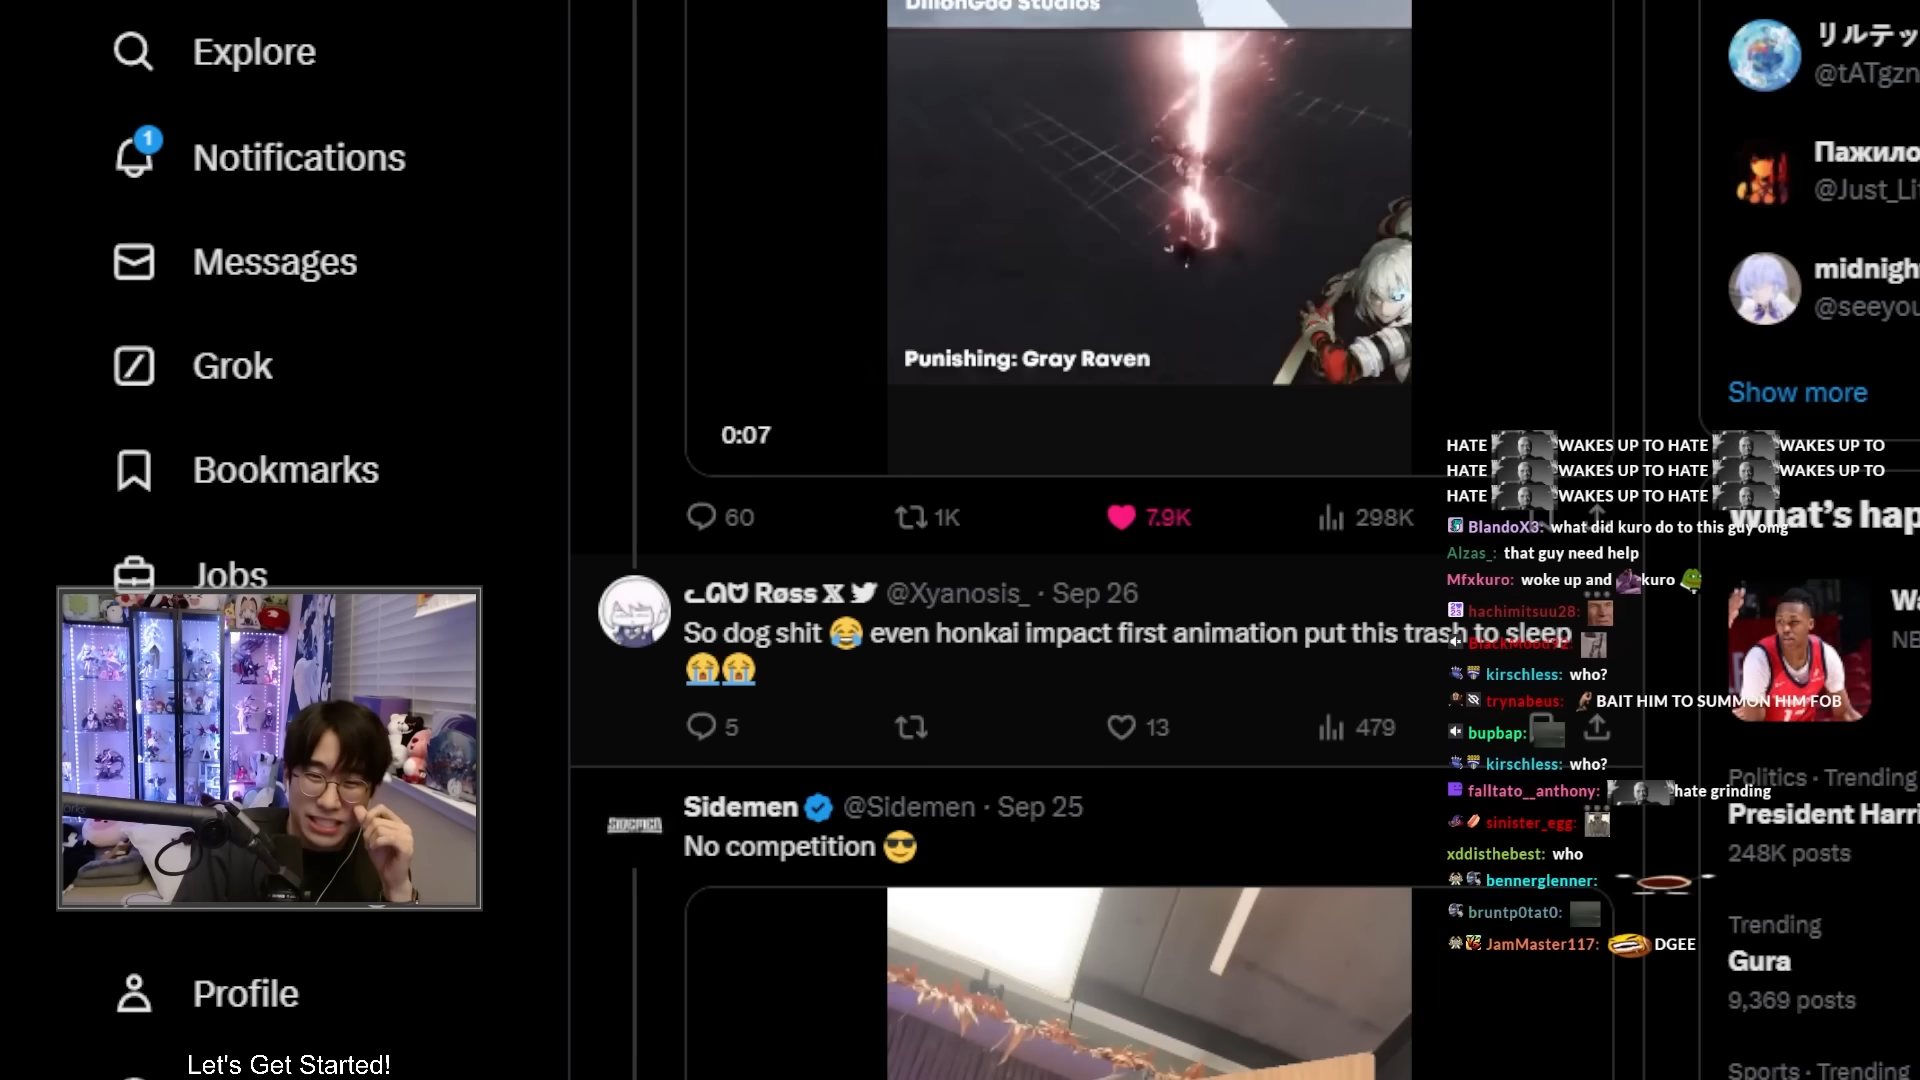 Explore
1
Notifications
Messages
Grok
Bookmarks
Jobs
Profile
Let's Get Started!
DillonGoo Studios
Punishing: Gray Raven
0:07
60
1K
7.9K
298K
Røss 𝕏 @Xyanosis_ · Sep 26
So dog shit 😂 even honkai impact first animation put this trash to sleep
😭😭
5
13
479
SIDEMEN
Sidemen @Sidemen · Sep 25
No competition 😎
リルテッ
@tATgzn
Пажило
@Just_Li
midnigh
@seeyou
Show more
HATE WAKES UP TO HATE WAKES UP TO
HATE WAKES UP TO HATE WAKES UP TO
HATE WAKES UP TO HATE
BlandoX3: what did kuro do to this guy omg
Alzas_: that guy need help
Mfxkuro: woke up and kuro
hachimitsuu28:
kirschless: who?
trynabeus: BAIT HIM TO SUMMON HIM FOB
bupbap:
kirschless: who?
falltato__anthony: hate grinding
sinister_egg:
xddisthebest: who
bennerglenner:
bruntp0tat0:
JamMaster117: DGEE
What's hap
Wa
NB
Politics · Trending
President Harri
248K posts
Trending
Gura
9,369 posts
Sports · Trending